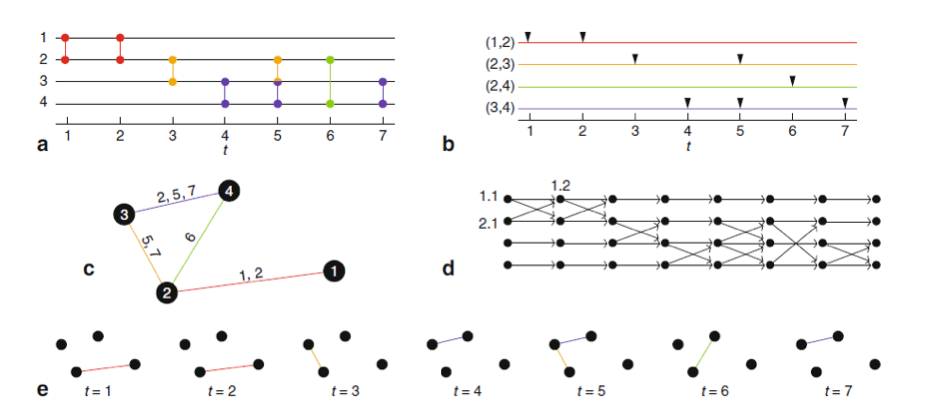 1
2
3
4
1 2 3 4 5 6 7
t
a
(1,2)
(2,3)
(2,4)
(3,4)
1 2 3 4 5 6 7
t
b
3
4
2
1
2, 5, 7
5, 7
6
1, 2
c
1.1
1.2
2.1
d
e
t = 1 t = 2 t = 3 t = 4 t = 5 t = 6 t = 7